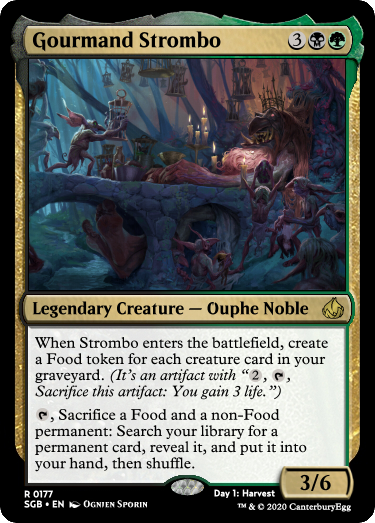 Gourmand Strombo 3
Legendary Creature — Ouphe Noble
When Strombo enters the battlefield, create
a Food token for each creature card in your
graveyard. (It's an artifact with “2, ,
Sacrifice this artifact: You gain 3 life.”)
, Sacrifice a Food and a non-Food
permanent: Search your library for a
permanent card, reveal it, and put it into
your hand, then shuffle.
3/6
R 0177 Day 1: Harvest
SGB • EN Ognjen Sporin ™ & © 2020 CanterburyEgg